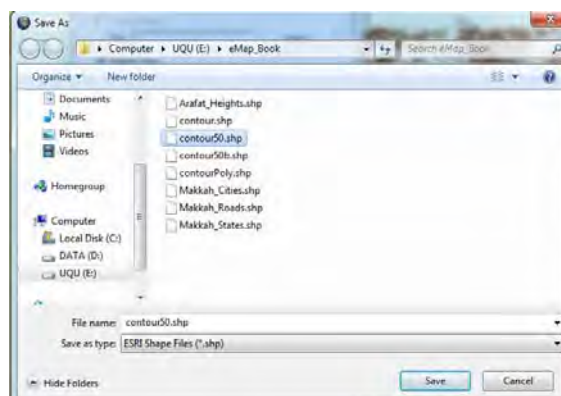 Save As
Computer ▸ UQU (E:) ▸ eMap_Book
Search eMap_Book
Organize
New folder
Documents
Music
Pictures
Videos
Homegroup
Computer
Local Disk (C:)
DATA (D:)
UQU (E:)
Arafat_Heights.shp
contour.shp
contour50.shp
contour50b.shp
contourPoly.shp
Makkah_Cities.shp
Makkah_Roads.shp
Makkah_States.shp
File name: contour50.shp
Save as type: ESRI Shape Files (*.shp)
Hide Folders
Save
Cancel